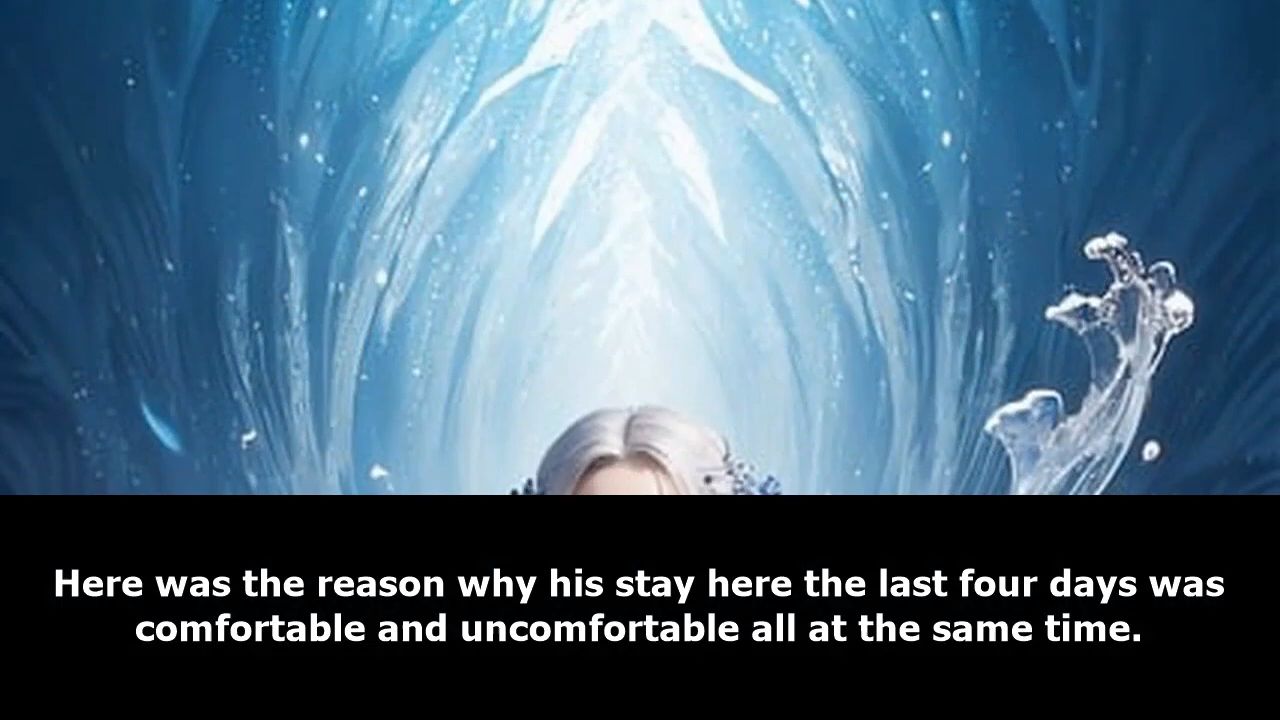 Here was the reason why his stay here the last four days was
comfortable and uncomfortable all at the same time.